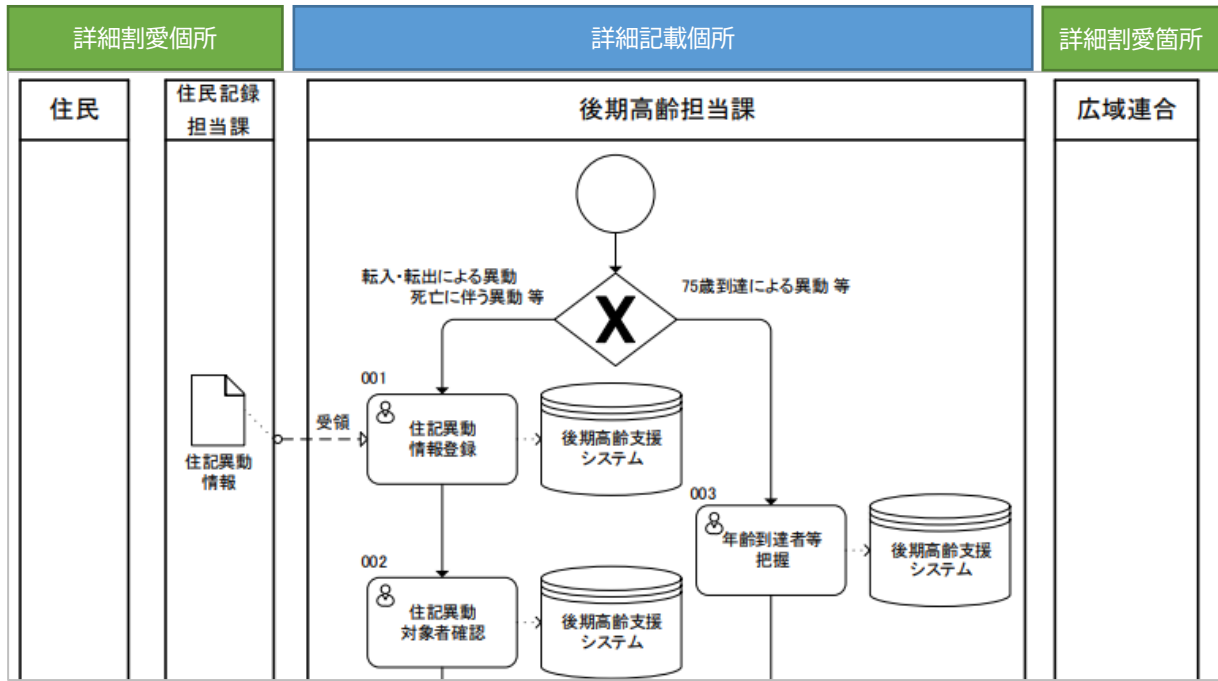 詳細割愛個所
詳細記載個所
詳細割愛箇所
住民
住民記録
担当課
後期高齢担当課
広域連合
転入・転出による異動
死亡に伴う異動 等
75歳到達による異動 等
X
001
住記異動
情報登録
後期高齢支援
システム
受領
住記異動
情報
003
年齢到達者等
把握
後期高齢支援
システム
002
住記異動
対象者確認
後期高齢支援
システム